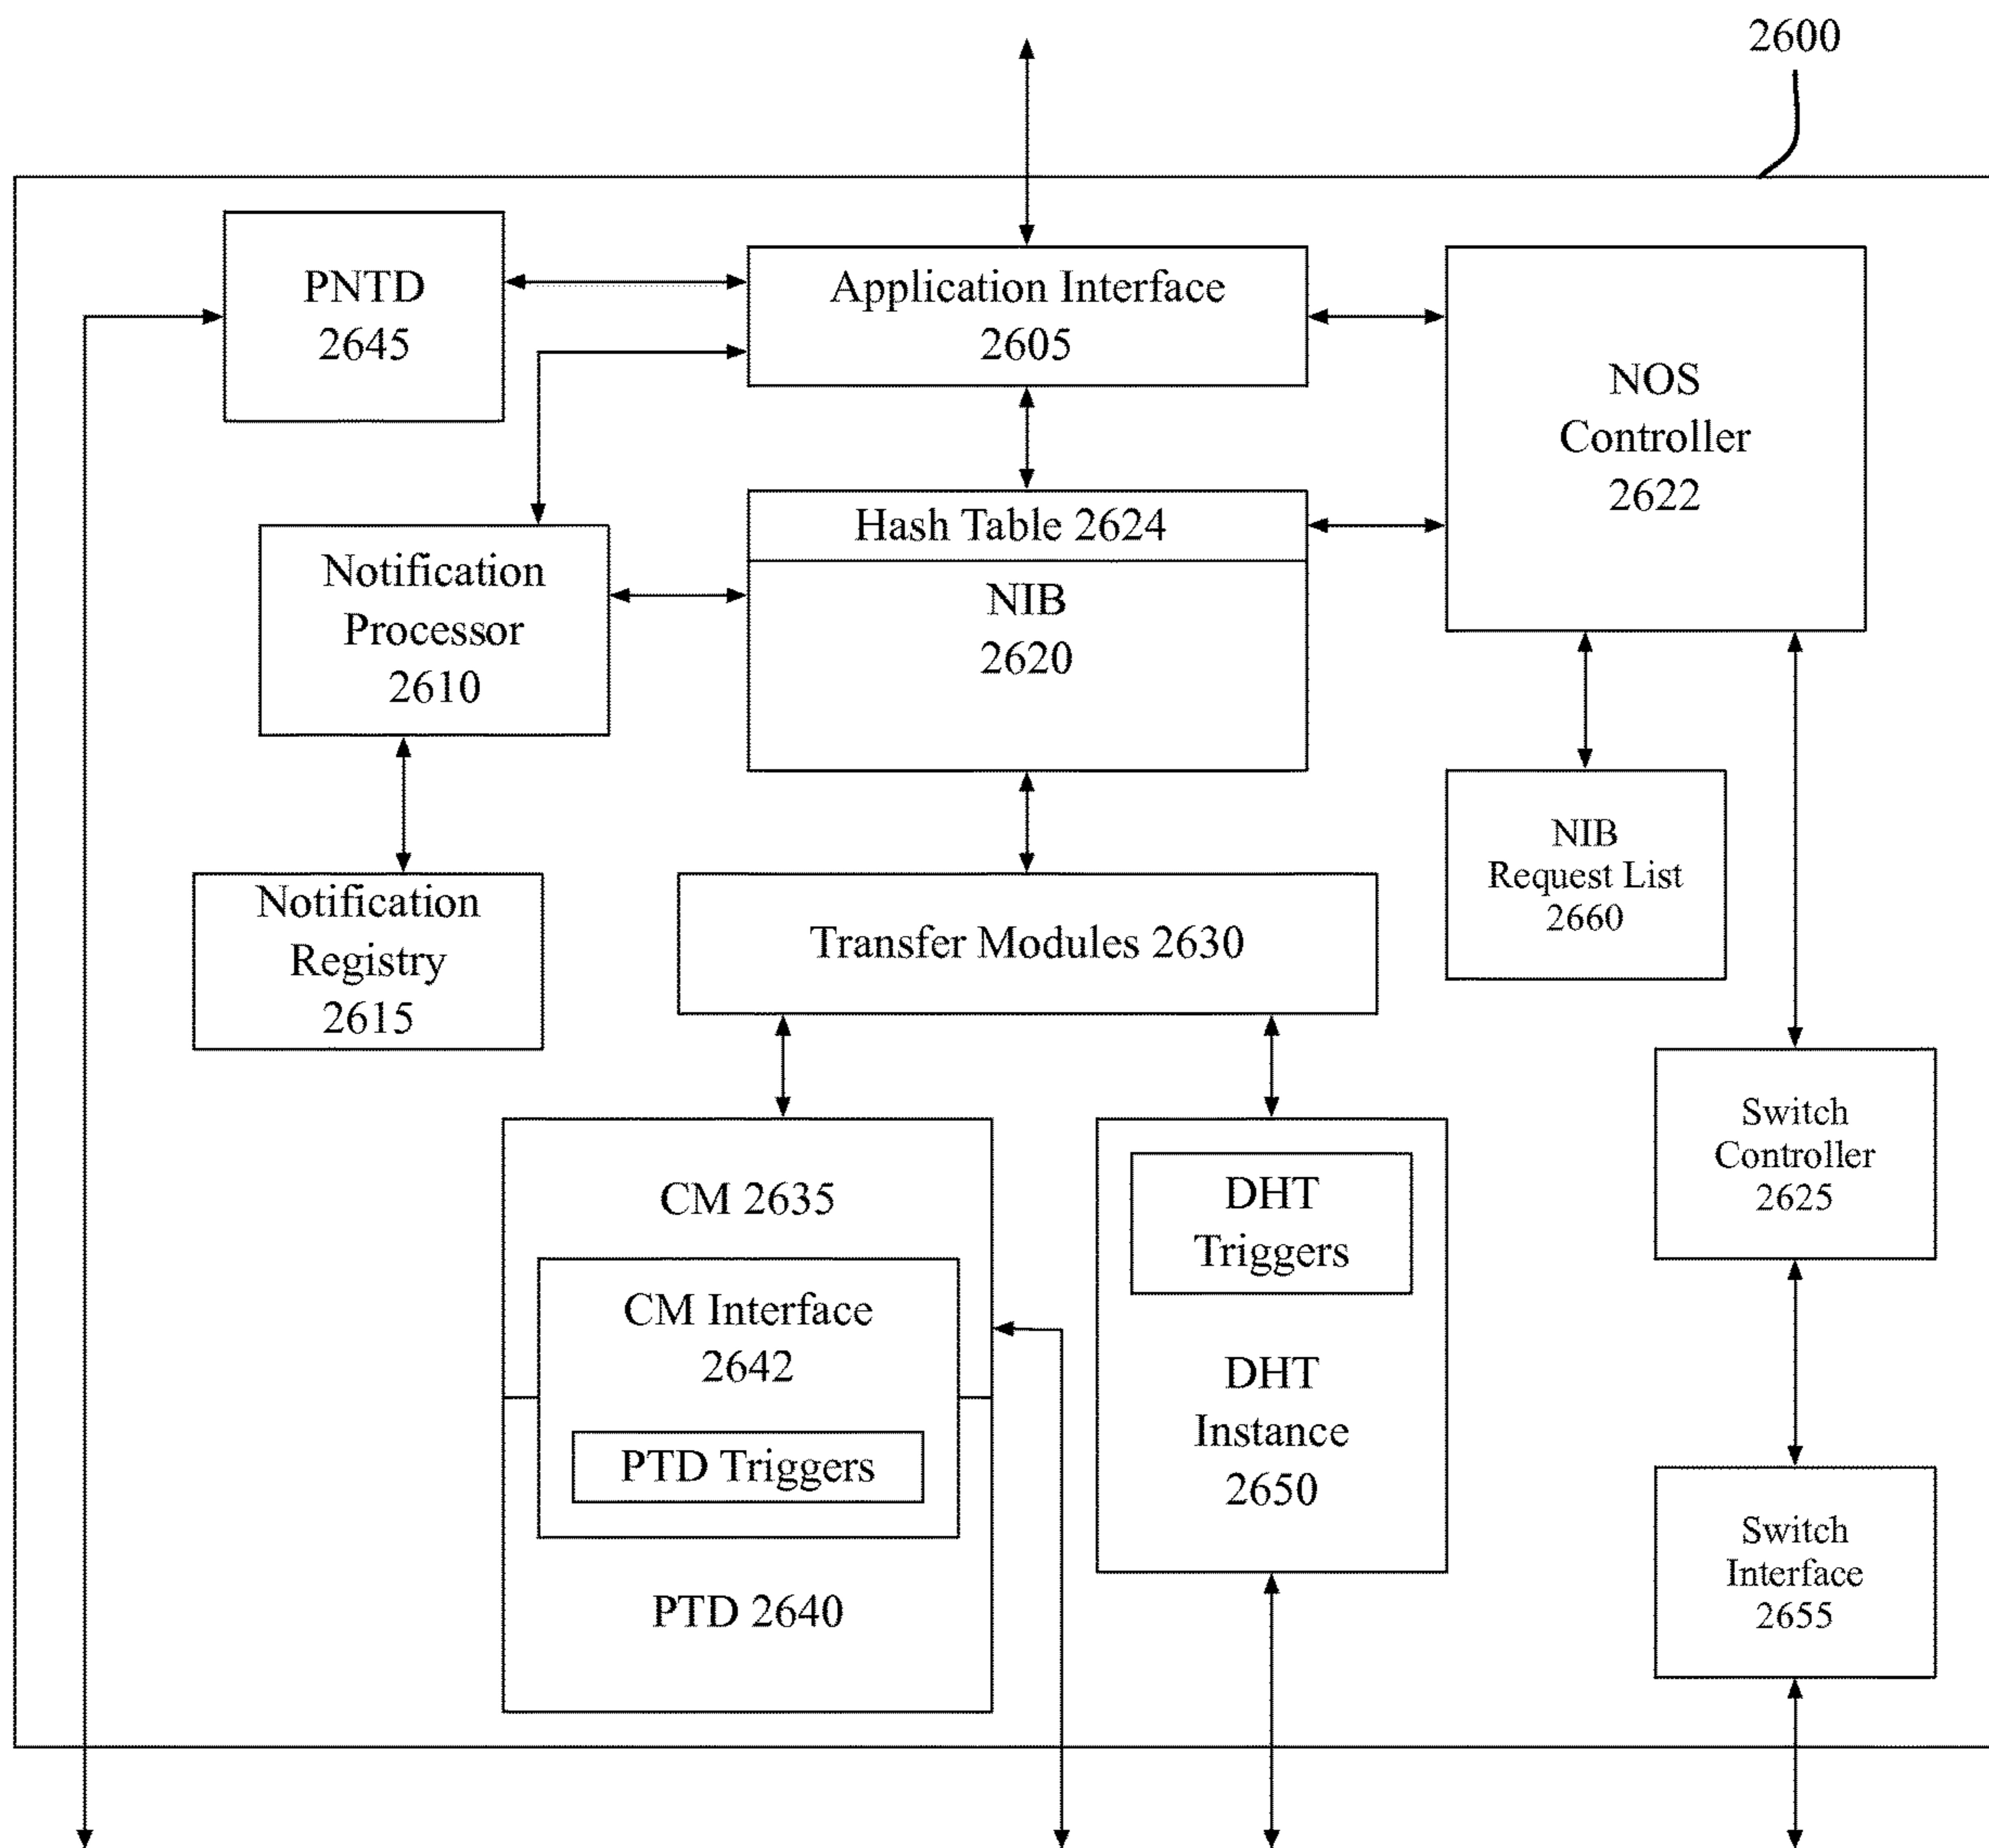 2600
PNTD
2645
Application Interface
2605
NOS
Controller
2622
Hash Table 2624
NIB
2620
Notification
Processor
2610
Notification
Registry
2615
Transfer Modules 2630
NIB
Request List
2660
CM 2635
CM Interface
2642
PTD Triggers
PTD 2640
DHT
Triggers
DHT
Instance
2650
Switch
Controller
2625
Switch
Interface
2655